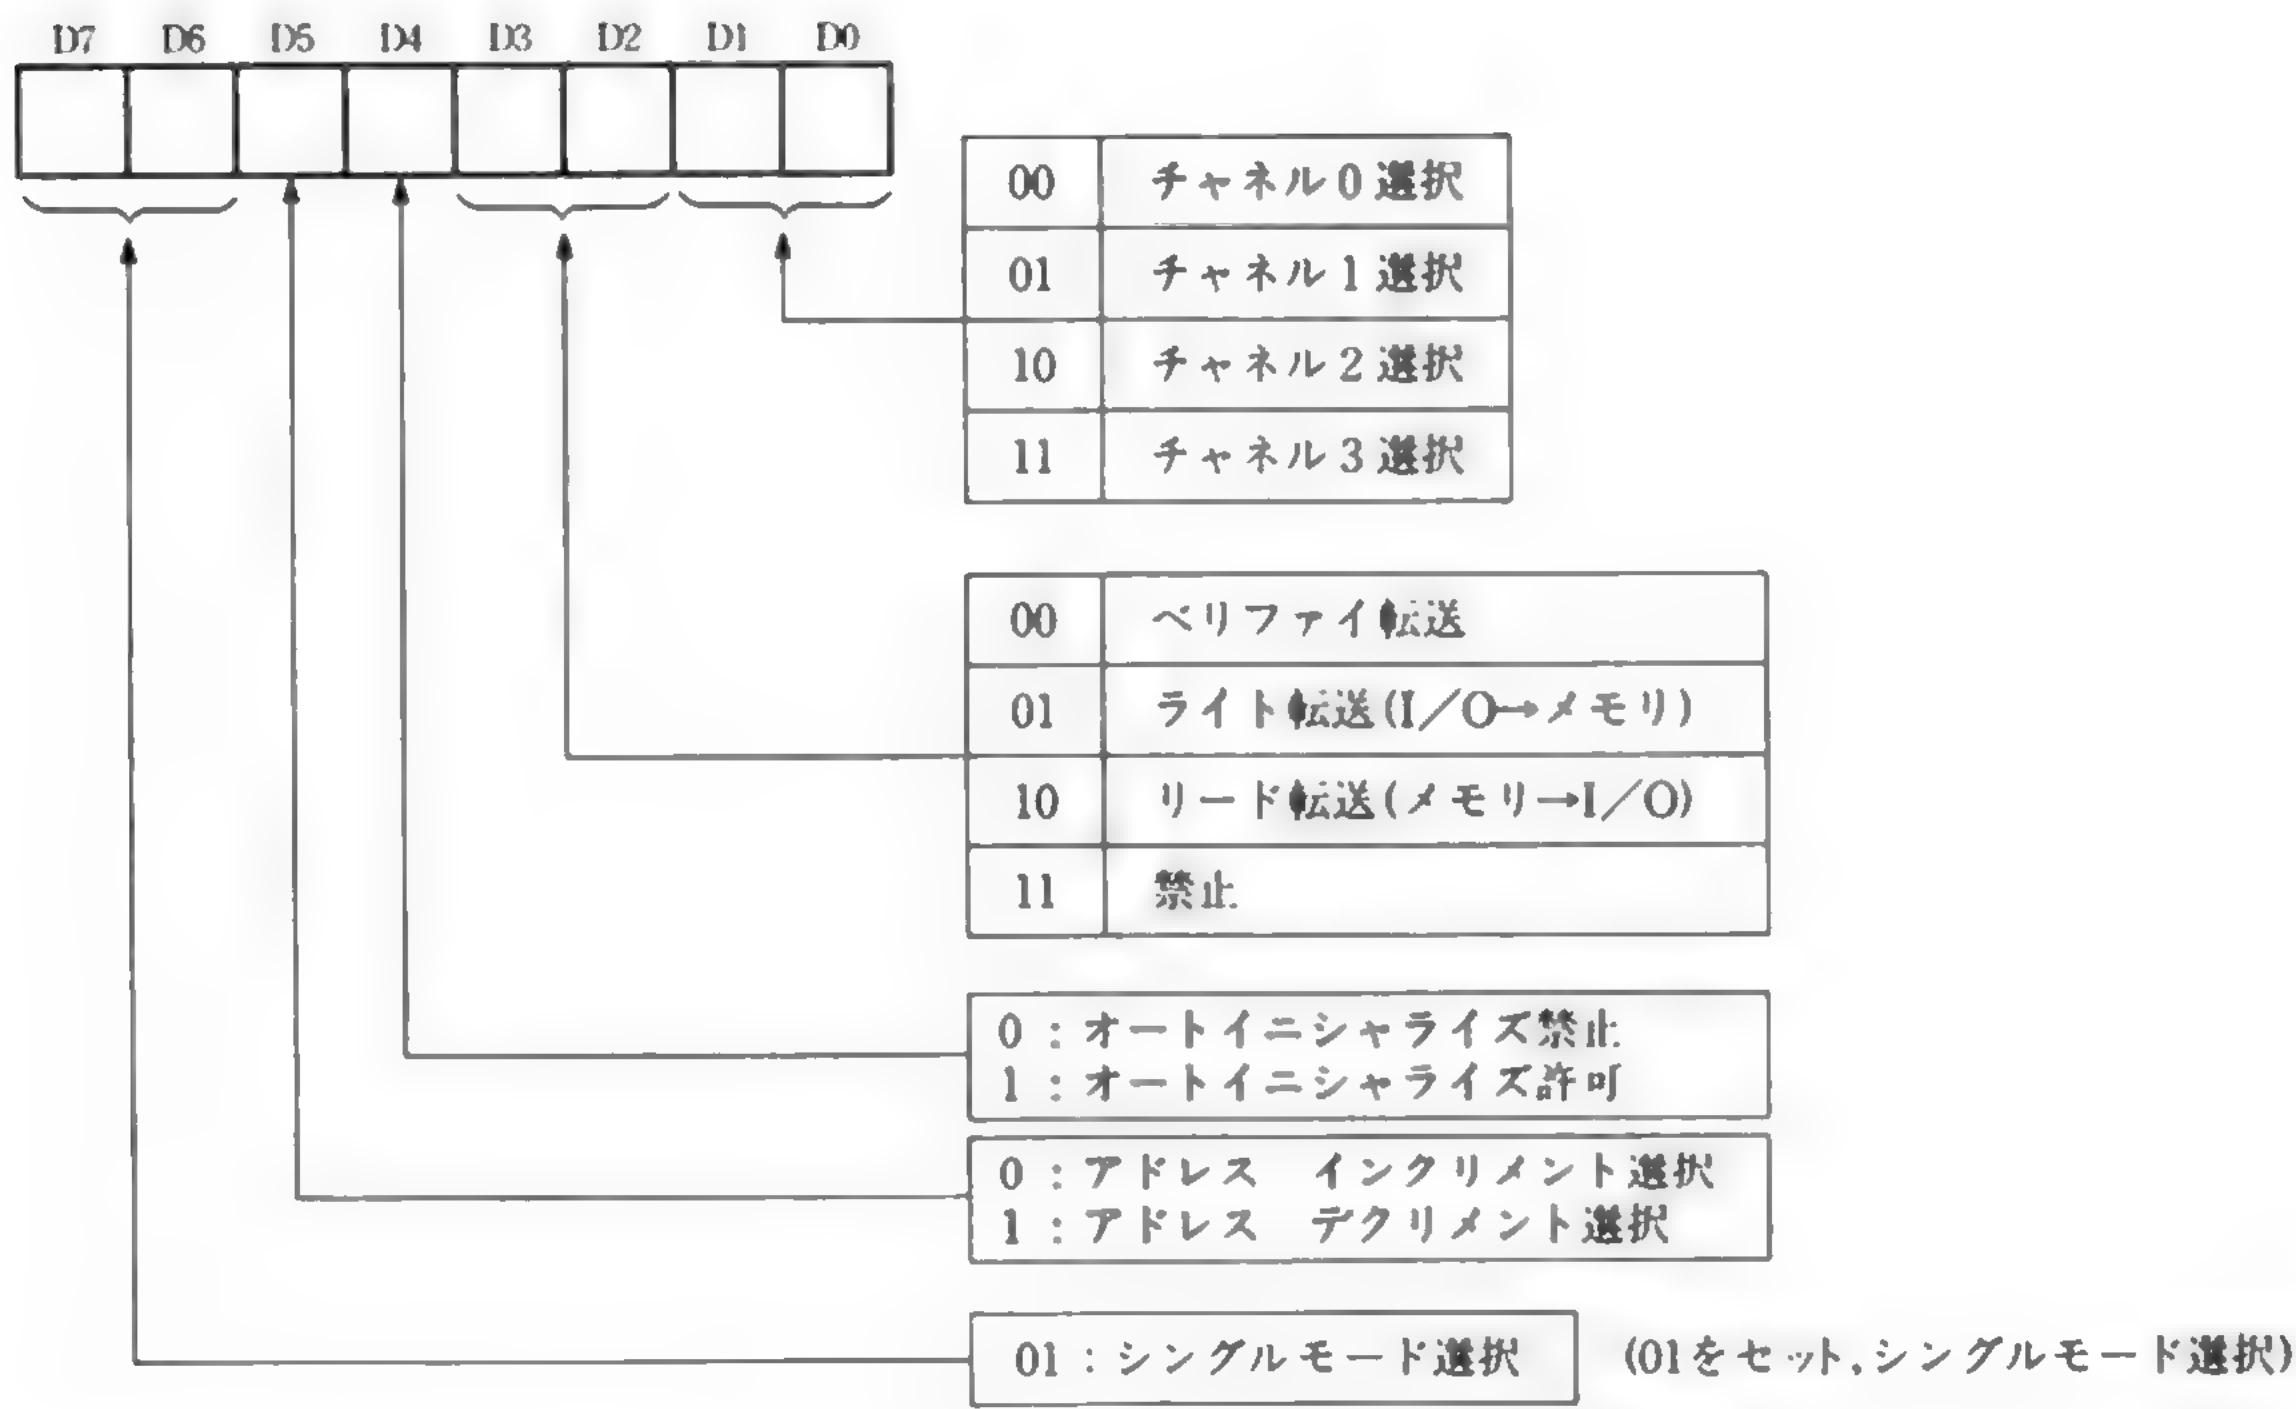 D7 D6 D5 D4 D3 D2 D1 D0
00 チャネル0選択
01 チャネル1選択
10 チャネル2選択
11 チャネル3選択
00 ベリファイ転送
01 ライト転送(I/O→メモリ)
10 リード転送(メモリ→I/O)
11 禁止
0:オートイニシャライズ禁止
1:オートイニシャライズ許可
0:アドレス インクリメント選択
1:アドレス デクリメント選択
01:シングルモード選択 (01をセット,シングルモード選択)